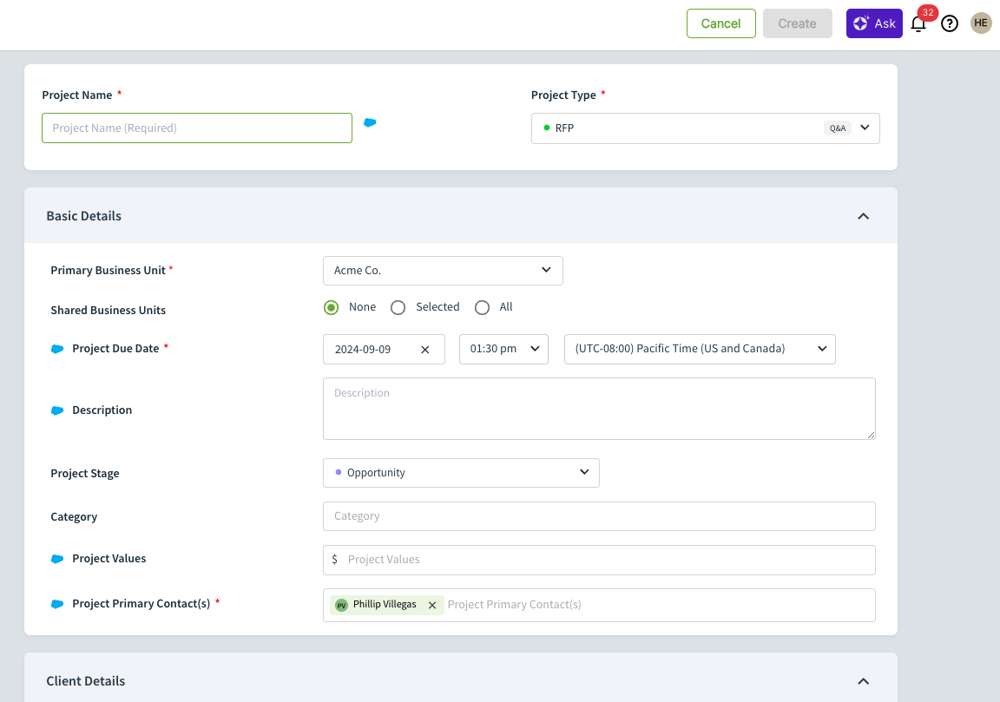 Cancel Create Ask 32 HE
Project Name * Project Type *
Project Name (Required) RFP Q&A
Basic Details
Primary Business Unit * Acme Co.
Shared Business Units None Selected All
Project Due Date * 2024-09-09 01:30 pm (UTC-08:00) Pacific Time (US and Canada)
Description Description
Project Stage Opportunity
Category Category
Project Values $ Project Values
Project Primary Contact(s) * PV Phillip Villegas Project Primary Contact(s)
Client Details